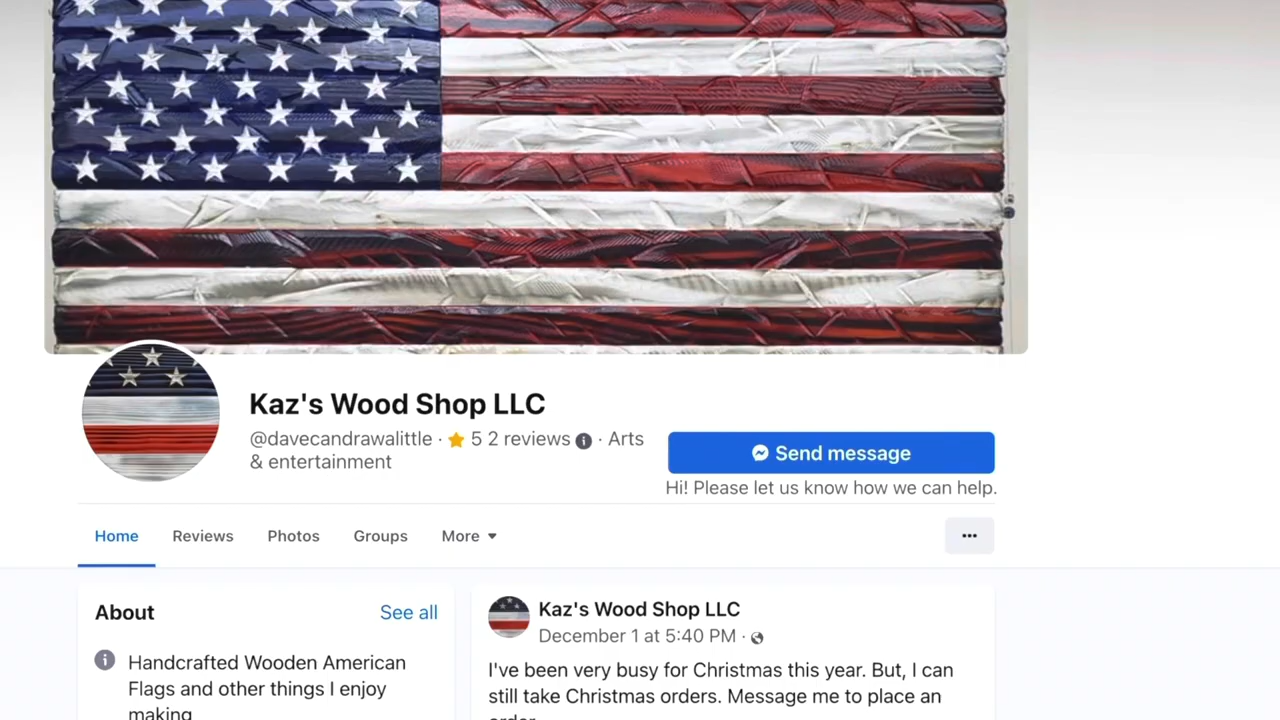 Kaz's Wood Shop LLC
@davecandrawalittle · 5 2 reviews · Arts
& entertainment
Send message
Hi! Please let us know how we can help.
Home Reviews Photos Groups More
About
See all
Handcrafted Wooden American
Flags and other things I enjoy
making
Kaz's Wood Shop LLC
December 1 at 5:40 PM ·
I've been very busy for Christmas this year. But, I can
still take Christmas orders. Message me to place an
order.